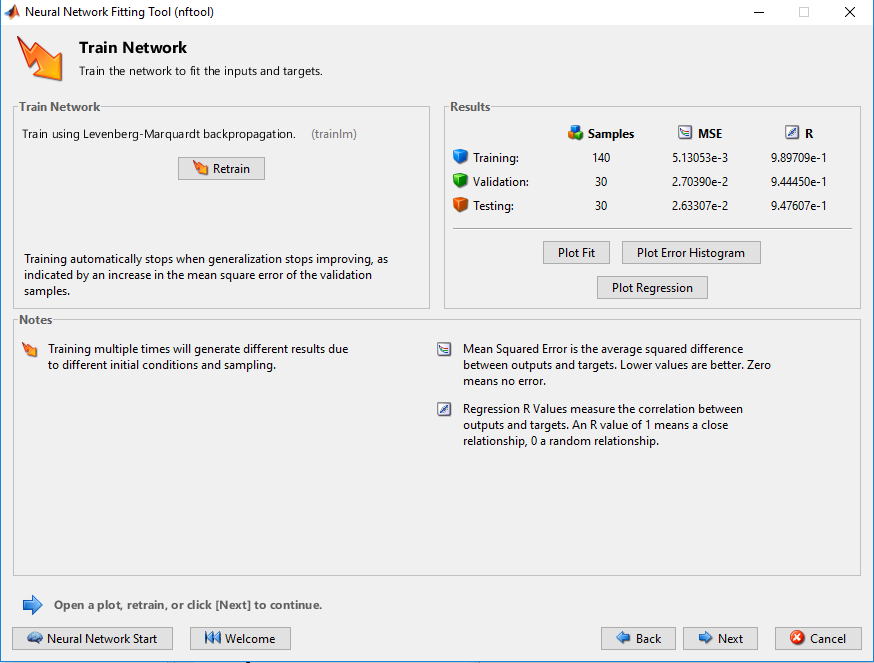 Neural Network Fitting Tool (nftool)
Train Network
Train the network to fit the inputs and targets.
Train Network
Train using Levenberg-Marquardt backpropagation. (trainlm)
Retrain
Training automatically stops when generalization stops improving, as
indicated by an increase in the mean square error of the validation
samples.
Results
Samples MSE R
Training: 140 5.13053e-3 9.89709e-1
Validation: 30 2.70390e-2 9.44450e-1
Testing: 30 2.63307e-2 9.47607e-1
Plot Fit Plot Error Histogram
Plot Regression
Notes
Training multiple times will generate different results due
to different initial conditions and sampling.
Mean Squared Error is the average squared difference
between outputs and targets. Lower values are better. Zero
means no error.
Regression R Values measure the correlation between
outputs and targets. An R value of 1 means a close
relationship, 0 a random relationship.
Open a plot, retrain, or click [Next] to continue.
Neural Network Start Welcome Back Next Cancel